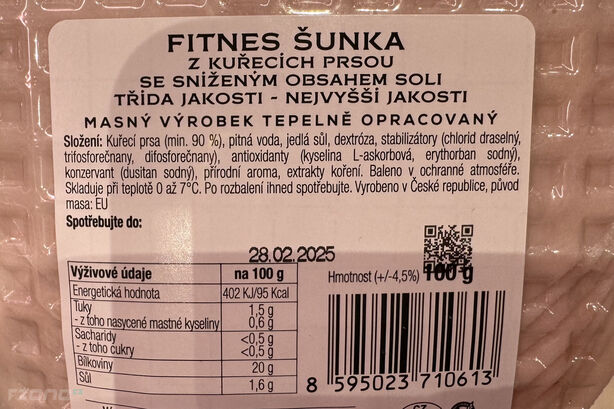 FITNES ŠUNKA
Z KUŘECÍCH PRSOU
SE SNÍŽENÝM OBSAHEM SOLI
TŘÍDA JAKOSTI - NEJVYŠŠÍ JAKOSTI
MASNÝ VÝROBEK TEPELNĚ OPRACOVANÝ
Složení: Kuřecí prsa (min. 90 %), pitná voda, jedlá sůl, dextróza, stabilizátory (chlorid draselný,
trifosforečnany, difosforečnany), antioxidanty (kyselina L-askorbová, erythorban sodný),
konzervant (dusitan sodný), přírodní aroma, extrakty koření. Baleno v ochranné atmosféře.
Skladuje při teplotě 0 až 7°C. Po rozbalení ihned spotřebujte. Vyrobeno v České republice, původ
masa: EU
Spotřebujte do:
28.02.2025
Výživové údaje na 100 g
Hmotnost (+/-4,5%) 100 g
Energetická hodnota 402 KJ/95 Kcal
Tuky 1,5 g
- z toho nasycené mastné kyseliny 0,6 g
Sacharidy <0,5 g
- z toho cukry <0,5 g
Bílkoviny 20 g
Sůl 1,6 g
8 595023 710613